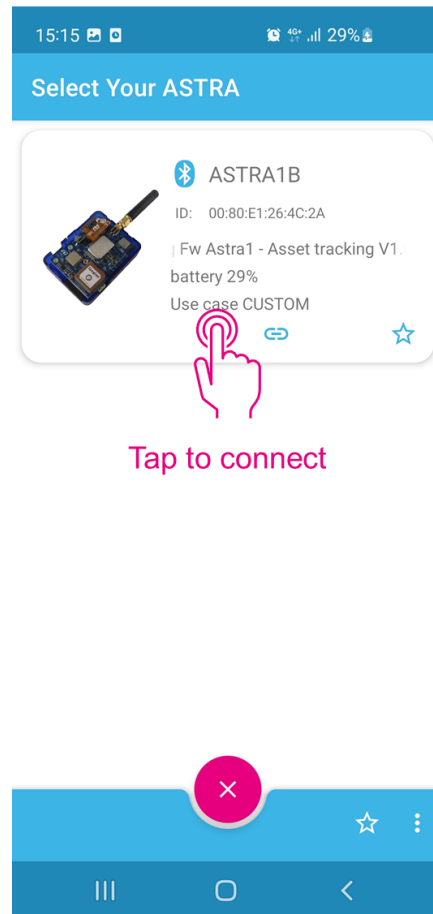 15:15 4G+ 29%
Select Your ASTRA
ASTRA1B
ID: 00:80:E1:26:4C:2A
Fw Astra1 - Asset tracking V1.
battery 29%
Use case CUSTOM
Tap to connect